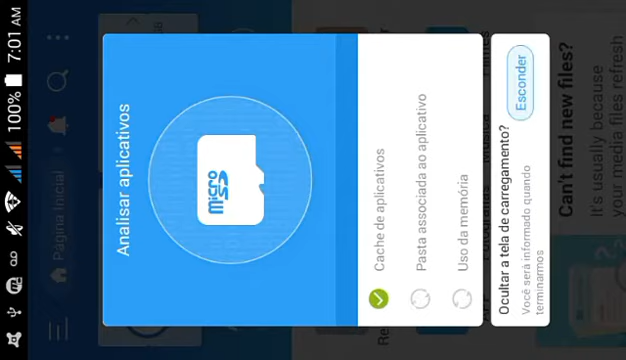 100% 7:01 AM
Página Inicial
Analisar aplicativos
Micro
SD
Cache de aplicativos
Pasta associada ao aplicativo
Uso da memória
Ocultar a tela de carregamento?
Você será informado quando
terminarmos
Esconder
Can't find new files?
It's usually because
your media files refresh